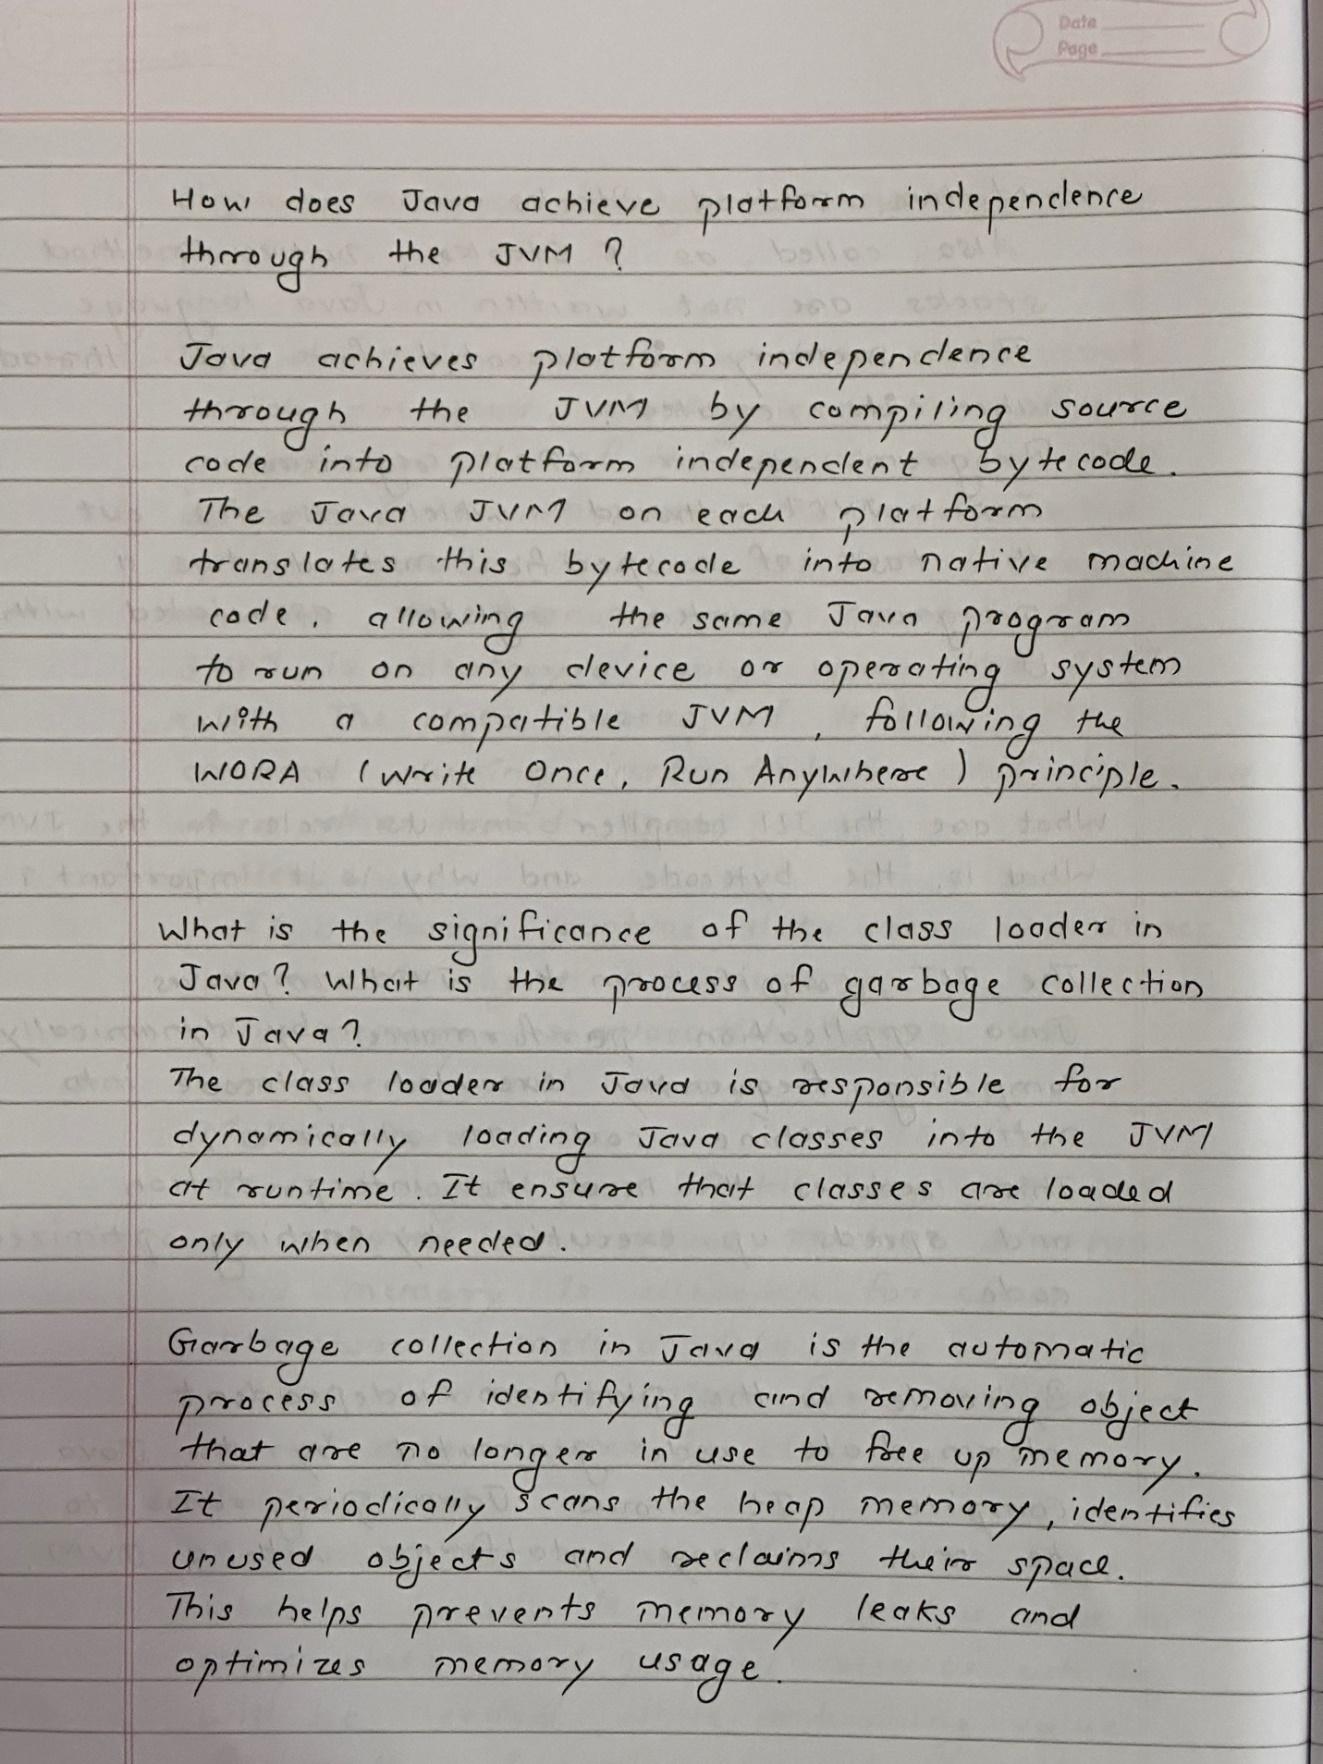 Date
Page
How does Java achieve platform independence
through the JVM ?
Java achieves platform independence
through the JVM by compiling source
code into platform independent bytecode.
The Java JVM on each platform
translates this bytecode into native machine
code, allowing the same Java program
to run on any device or operating system
with a compatible JVM, following the
WORA (Write Once, Run Anywhere) principle.
What is the significance of the class loader in
Java? What is the process of garbage collection
in Java?
The class loader in Java is responsible for
dynamically loading Java classes into the JVM
at runtime. It ensure that classes are loaded
only when needed.
Garbage collection in Java is the automatic
process of identifying and removing object
that are no longer in use to free up memory.
It periodically scans the heap memory, identifies
unused objects and reclaims their space.
This helps prevents memory leaks and
optimizes memory usage.